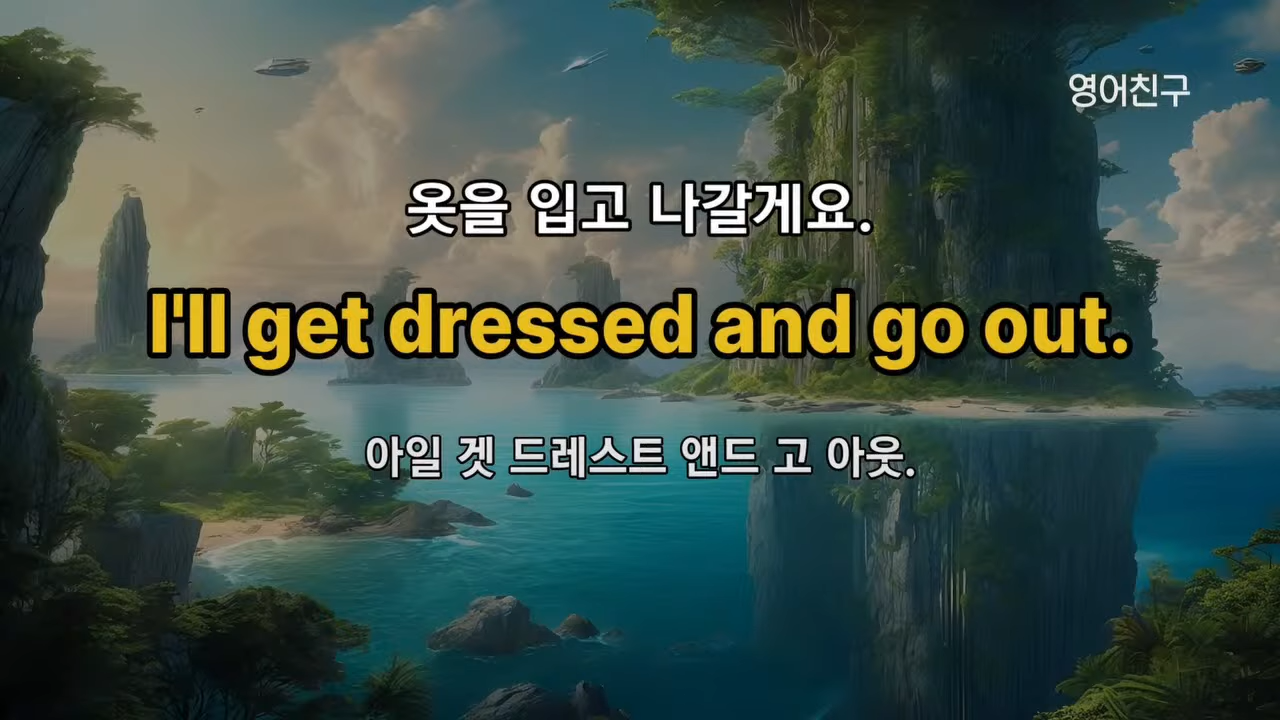 영어친구
옷을 입고 나갈게요.
I'll get dressed and go out.
아일 겟 드레스트 앤드 고 아웃.